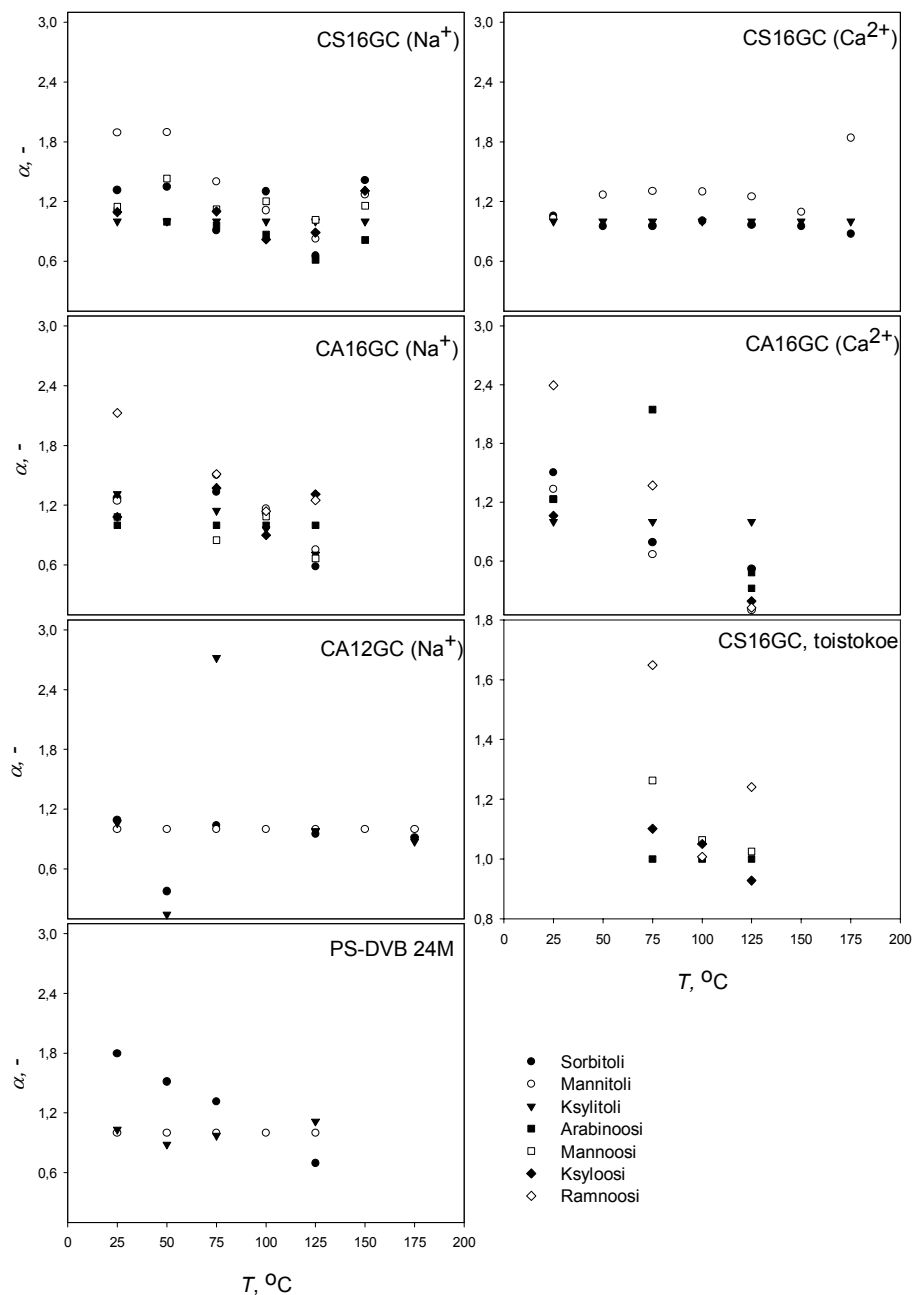 CS16GC (Na+)
3,0
2,4
1,8
1,2
0,6
α, -
CS16GC (Ca2+)
3,0
2,4
1,8
1,2
0,6
CA16GC (Na+)
3,0
2,4
1,8
1,2
0,6
α, -
CA16GC (Ca2+)
3,0
2,4
1,8
1,2
0,6
CA12GC (Na+)
3,0
2,4
1,8
1,2
0,6
α, -
CS16GC, toistokoe
1,8
1,6
1,4
1,2
1,0
0,8
0 25 50 75 100 125 150 175 200
T, oC
PS-DVB 24M
3,0
2,4
1,8
1,2
0,6
α, -
0 25 50 75 100 125 150 175 200
T, oC
Sorbitoli
Mannitoli
Ksylitoli
Arabinoosi
Mannoosi
Ksyloosi
Ramnoosi